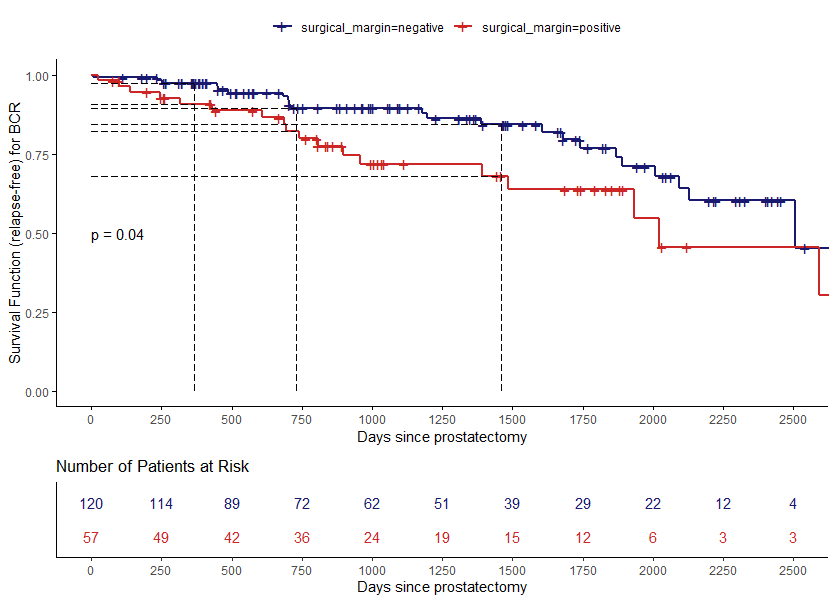 surgical_margin=negative surgical_margin=positive
Survival Function (relapse-free) for BCR
1.00
0.75
0.50
0.25
0.00
p = 0.04
0 250 500 750 1000 1250 1500 1750 2000 2250 2500
Days since prostatectomy
Number of Patients at Risk
120 114 89 72 62 51 39 29 22 12 4
57 49 42 36 24 19 15 12 6 3 3
0 250 500 750 1000 1250 1500 1750 2000 2250 2500
Days since prostatectomy